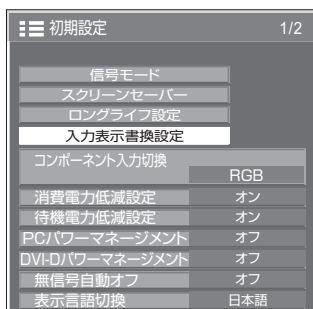 初期設定 1/2
信号モード
スクリーンセーバー
ロングライフ設定
入力表示書換設定
コンポーネント入力切換
RGB
消費電力低減設定 オン
待機電力低減設定 オン
PCパワーマネージメント オフ
DVI-Dパワーマネージメント オフ
無信号自動オフ オフ
表示言語切換 日本語